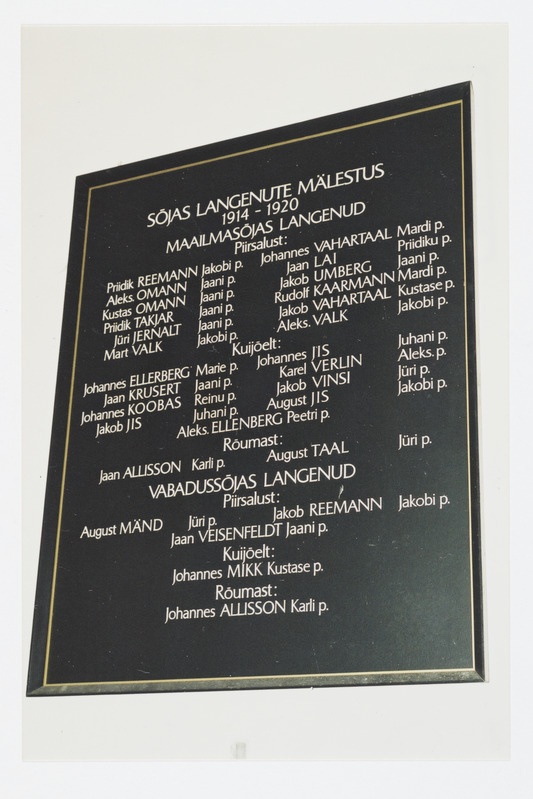 SÕJAS LANGENUTE MÄLESTUS
1914 - 1920
MAAILMASÕJAS LANGENUD
Piirsalust:
Priidik REEMANN Jakobi p. Johannes VAHARTAAL Mardi p.
Aleks. OMANN Jaani p. Jaan LAI Priidiku p.
Kustas OMANN Jaani p. Jakob UMBERG Jaani p.
Priidik TAKJAR Jaani p. Rudolf KAARMANN Mardi p.
Jüri JERNALT Jaani p. Jakob VAHARTAAL Kustase p.
Mart VALK Jakobi p. Aleks. VALK Jakobi p.
Kuijõelt:
Johannes ELLERBERG Marie p. Johannes JIS Juhani p.
Jaan KRUSERT Jaani p. Karel VERLIN Aleks. p.
Johannes KOOBAS Reinu p. Jakob VINSI Jüri p.
Jakob JIS Juhani p. August JIS Jakobi p.
Aleks. ELLENBERG Peetri p.
Rõumast:
Jaan ALLISSON Karli p. August TAAL Jüri p.
VABADUSSÕJAS LANGENUD
Piirsalust:
August MÄND Jüri p. Jakob REEMANN Jakobi p.
Jaan VEISENFELDT Jaani p.
Kuijõelt:
Johannes MIKK Kustase p.
Rõumast:
Johannes ALLISSON Karli p.